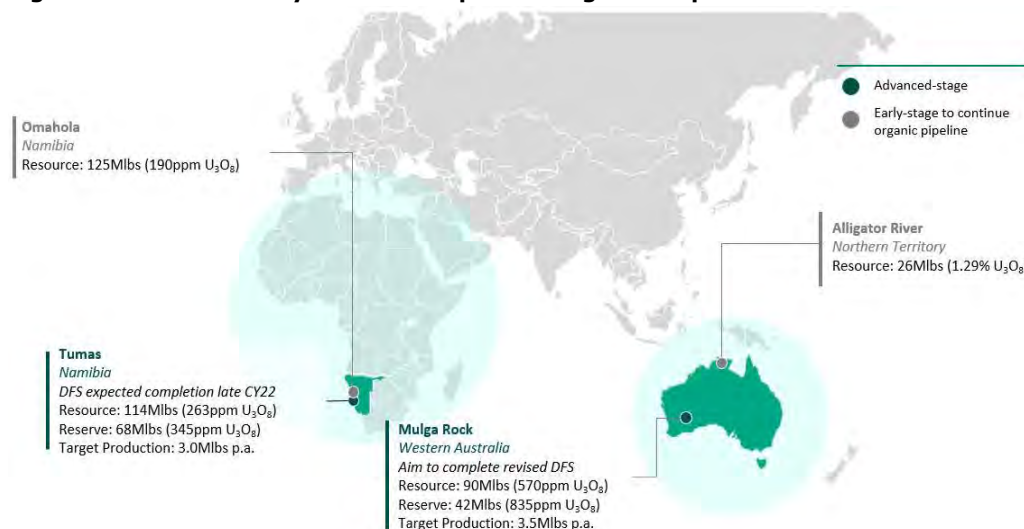 Advanced-stage
Early-stage to continue
organic pipeline
Omahola
Namibia
Resource: 125Mlbs (190ppm U₃O₈)
Alligator River
Northern Territory
Resource: 26Mlbs (1.29% U₃O₈
Tumas
Namibia
DFS expected completion late CY22
Resource: 114Mlbs (263ppm U₃O₈)
Reserve: 68Mlbs (345ppm U₃O₈)
Target Production: 3.0Mlbs p.a.
Mulga Rock
Western Australia
Aim to complete revised DFS
Resource: 90Mlbs (570ppm U₃O₈)
Reserve: 42Mlbs (835ppm U₃O₈)
Target Production: 3.5Mlbs p.a.